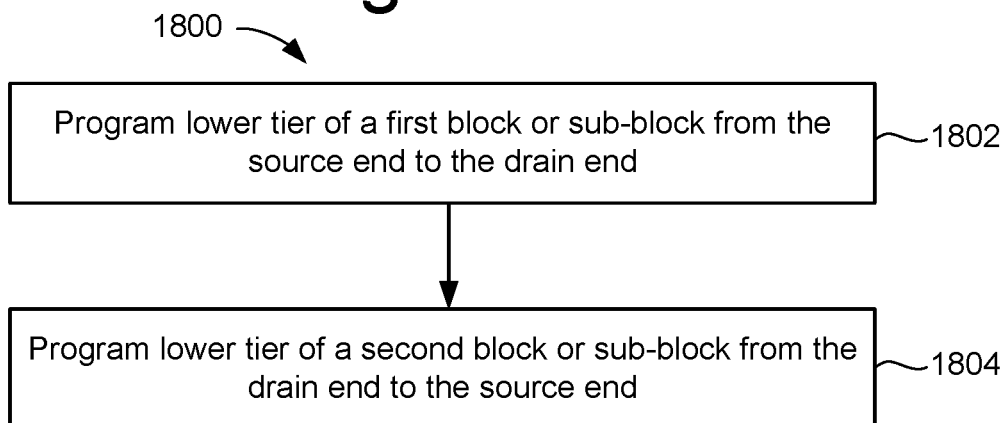 1800
Program lower tier of a first block or sub-block from the
source end to the drain end
1802
Program lower tier of a second block or sub-block from the
drain end to the source end
1804